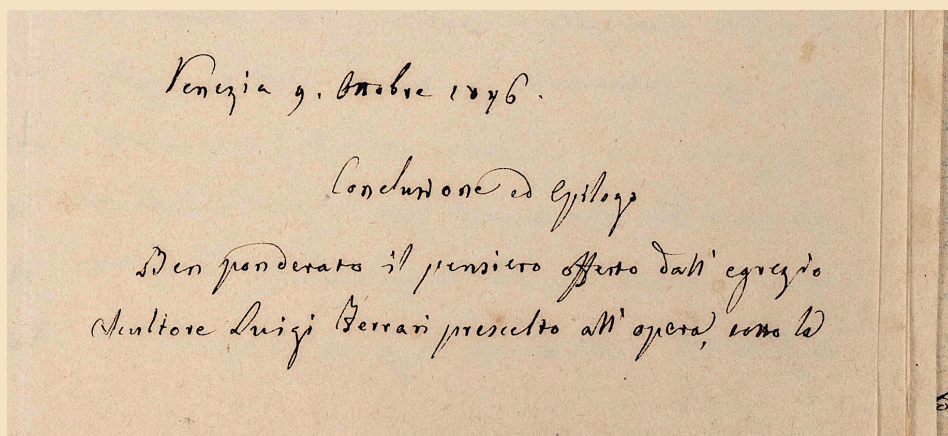 Venezia 9. Ottobre 1846.
Conclusione ed Epilogo
Ben ponderato il pensiero offerto dall' egregio
Scultore Luigi Ferrari prescelto all' opera, sotto la